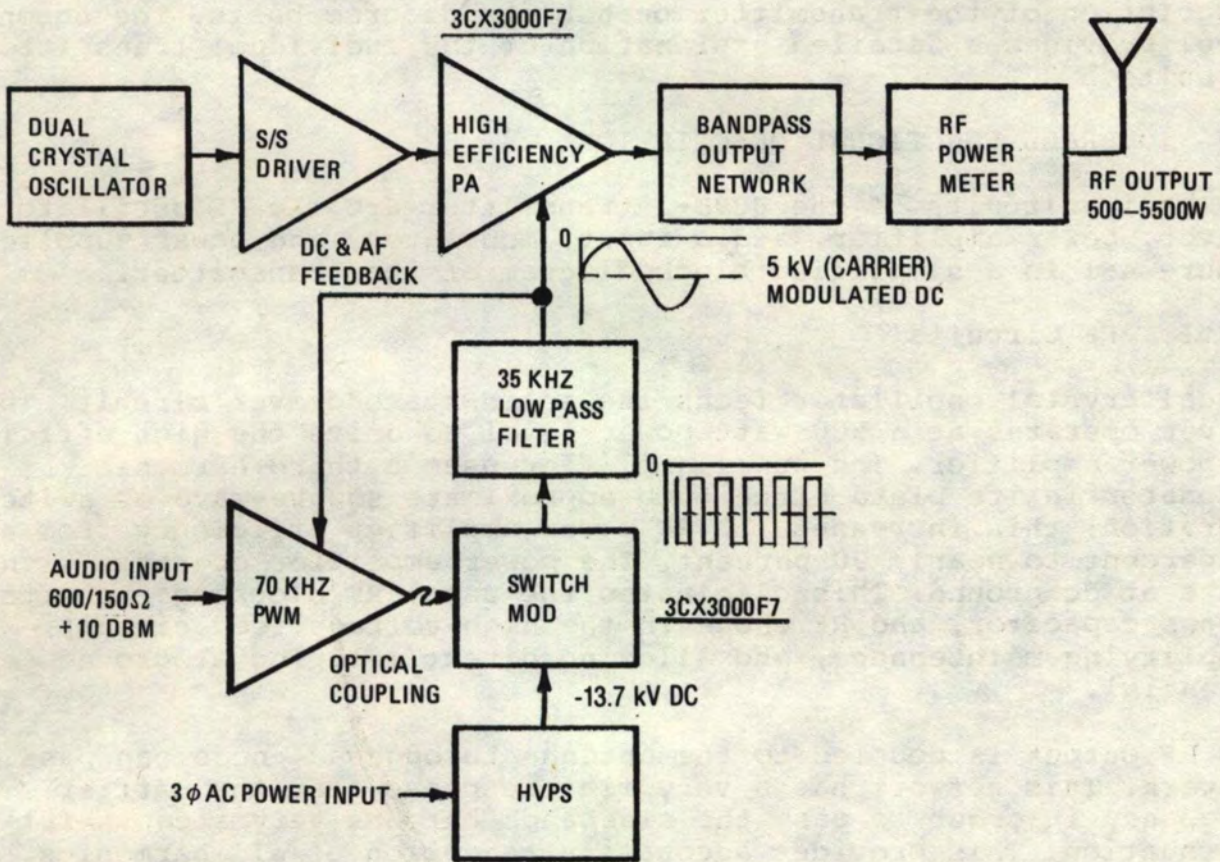 3CX3000F7
DUAL
CRYSTAL
OSCILLATOR
S/S
DRIVER
HIGH
EFFICIENCY
PA
BANDPASS
OUTPUT
NETWORK
RF
POWER
METER
RF OUTPUT
500–5500W
DC & AF
FEEDBACK
0
5 kV (CARRIER)
MODULATED DC
35 KHZ
LOW PASS
FILTER
0
AUDIO INPUT
600/150Ω
+10 DBM
70 KHZ
PWM
OPTICAL
COUPLING
SWITCH
MOD
3CX3000F7
-13.7 kV DC
3ϕ AC POWER INPUT
HVPS